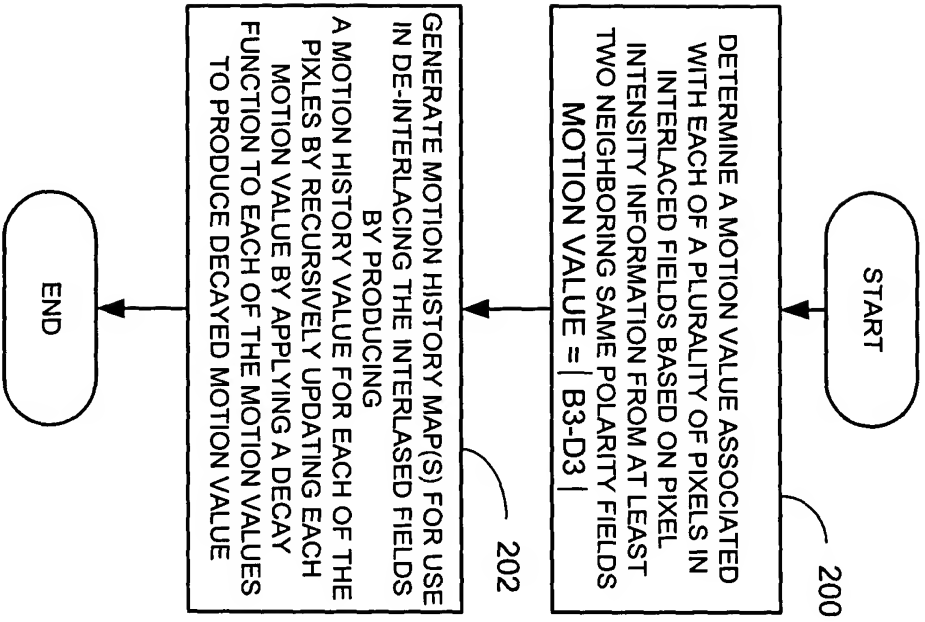 START
200
DETERMINE A MOTION VALUE ASSOCIATED
WITH EACH OF A PLURALITY OF PIXELS IN
INTERLACED FIELDS BASED ON PIXEL
INTENSITY INFORMATION FROM AT LEAST
TWO NEIGHBORING SAME POLARITY FIELDS
MOTION VALUE = | B3-D3 |
202
GENERATE MOTION HISTORY MAP(S) FOR USE
IN DE-INTERLACING THE INTERLASED FIELDS
BY PRODUCING
A MOTION HISTORY VALUE FOR EACH OF THE
PIXLES BY RECURSIVELY UPDATING EACH
MOTION VALUE BY APPLYING A DECAY
FUNCTION TO EACH OF THE MOTION VALUES
TO PRODUCE DECAYED MOTION VALUE
END